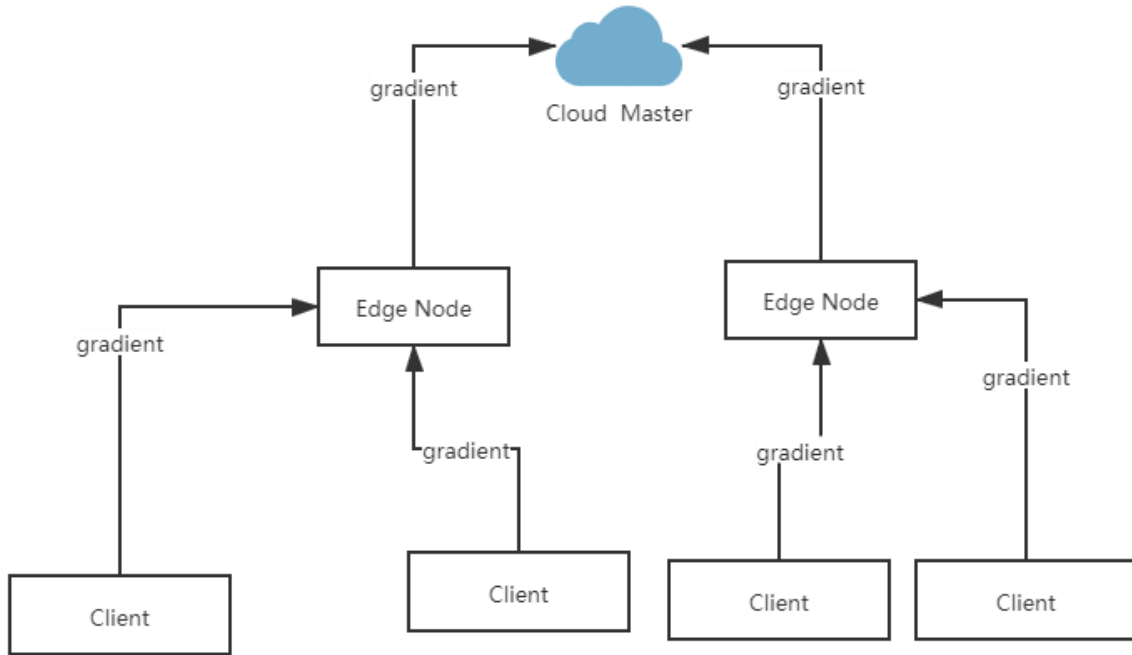 gradient
gradient
Cloud Master
Edge Node
Edge Node
gradient
gradient
gradient
gradient
Client
Client
Client
Client